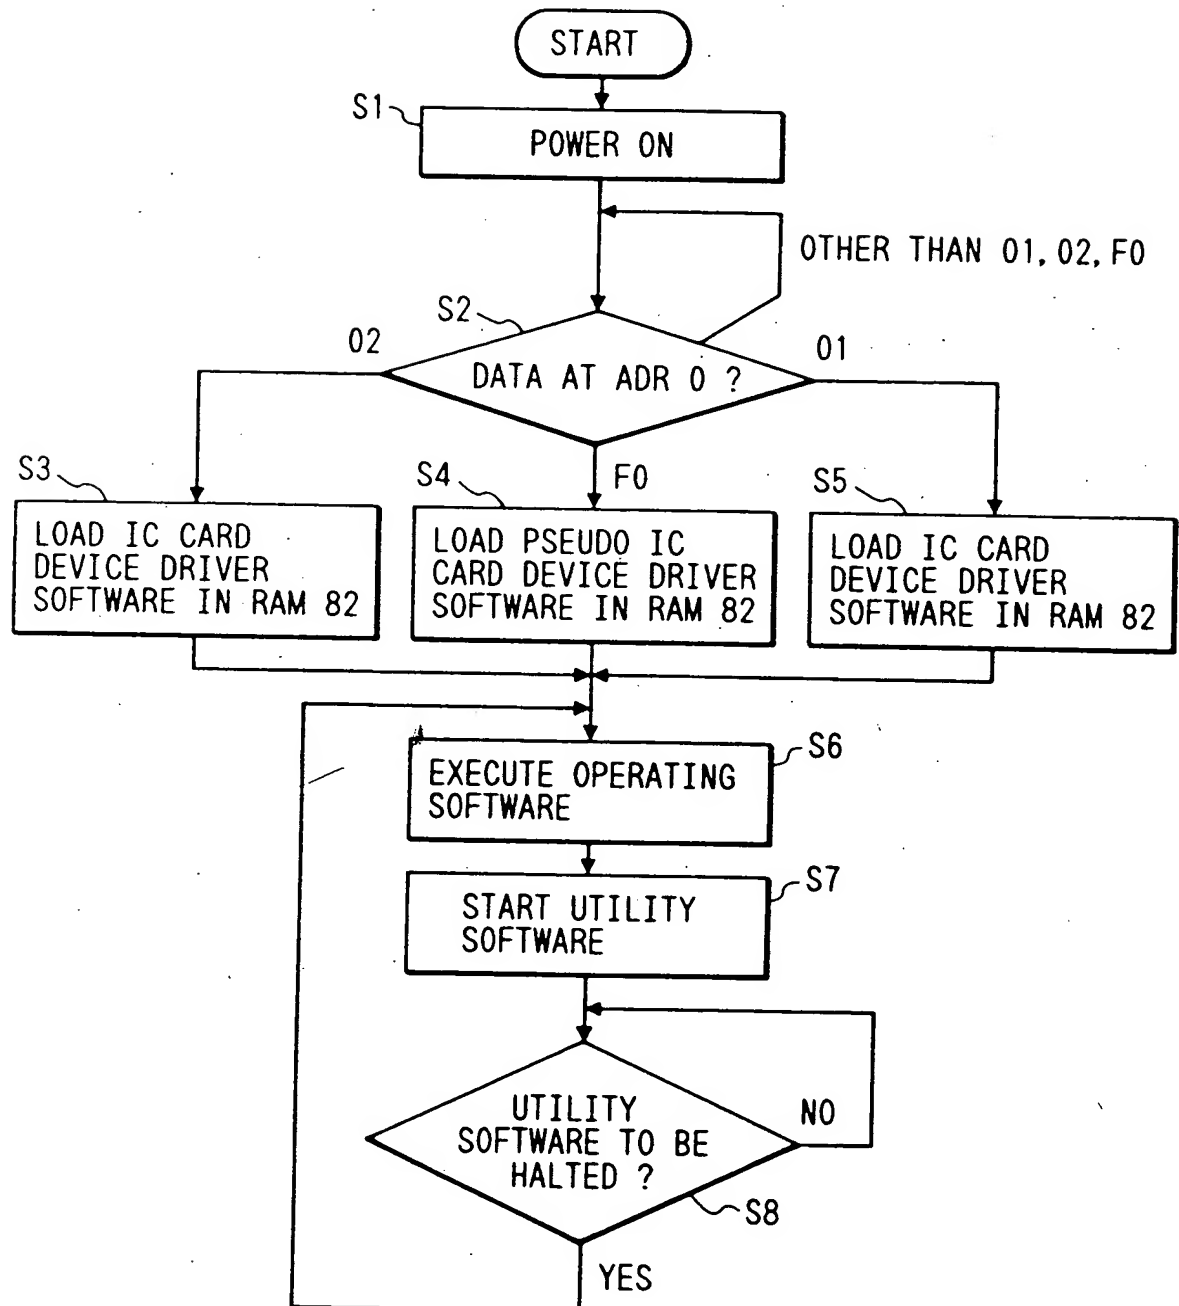 START
S1
POWER ON
OTHER THAN 01, 02, F0
S2
02
01
DATA AT ADR 0 ?
S3
S4
F0
S5
LOAD IC CARD
DEVICE DRIVER
SOFTWARE IN RAM 82
LOAD PSEUDO IC
CARD DEVICE DRIVER
SOFTWARE IN RAM 82
LOAD IC CARD
DEVICE DRIVER
SOFTWARE IN RAM 82
S6
EXECUTE OPERATING
SOFTWARE
S7
START UTILITY
SOFTWARE
UTILITY
SOFTWARE TO BE
HALTED ?
NO
S8
YES